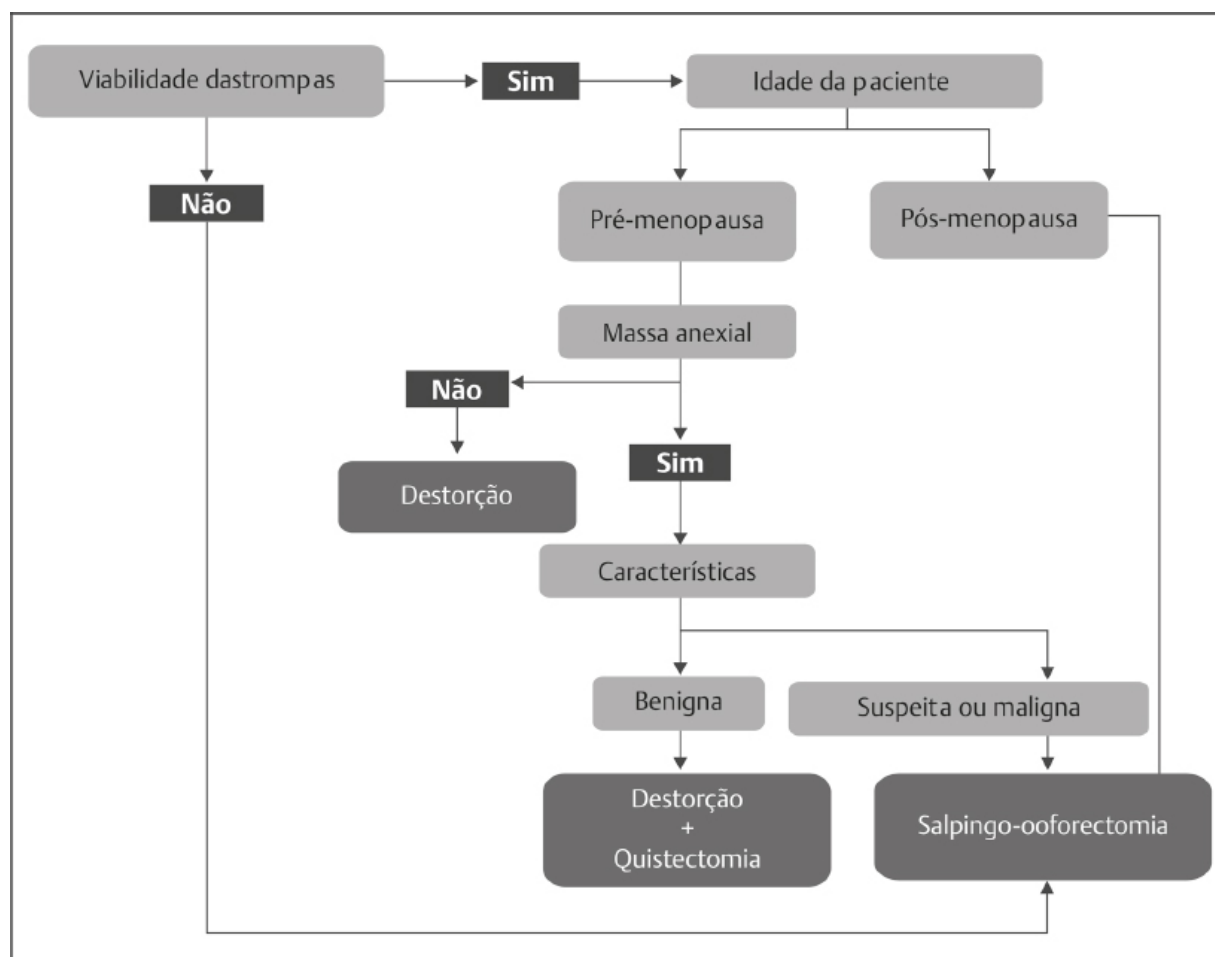 Viabilidade dastrompas
Sim
Idade da paciente
Não
Pré-menopausa
Pós-menopausa
Massa anexial
Não
Sim
Destorção
Características
Benigna
Suspeita ou maligna
Destorção
+
Quistectomia
Salpingo-ooforectomia